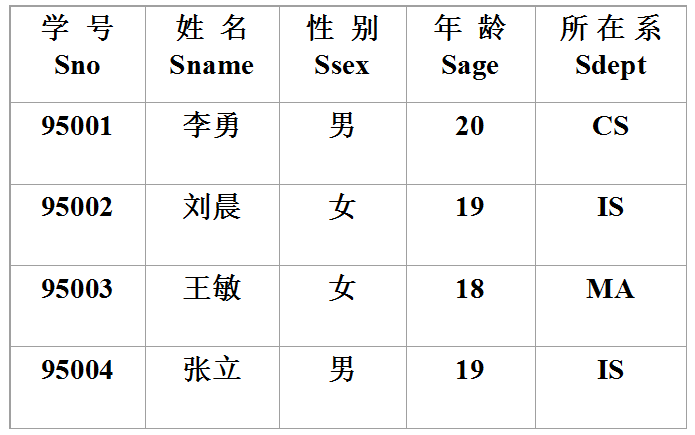 学 号 姓 名 性 别 年 龄 所 在 系
Sno Sname Ssex Sage Sdept
95001 李勇 男 20 CS
95002 刘晨 女 19 IS
95003 王敏 女 18 MA
95004 张立 男 19 IS